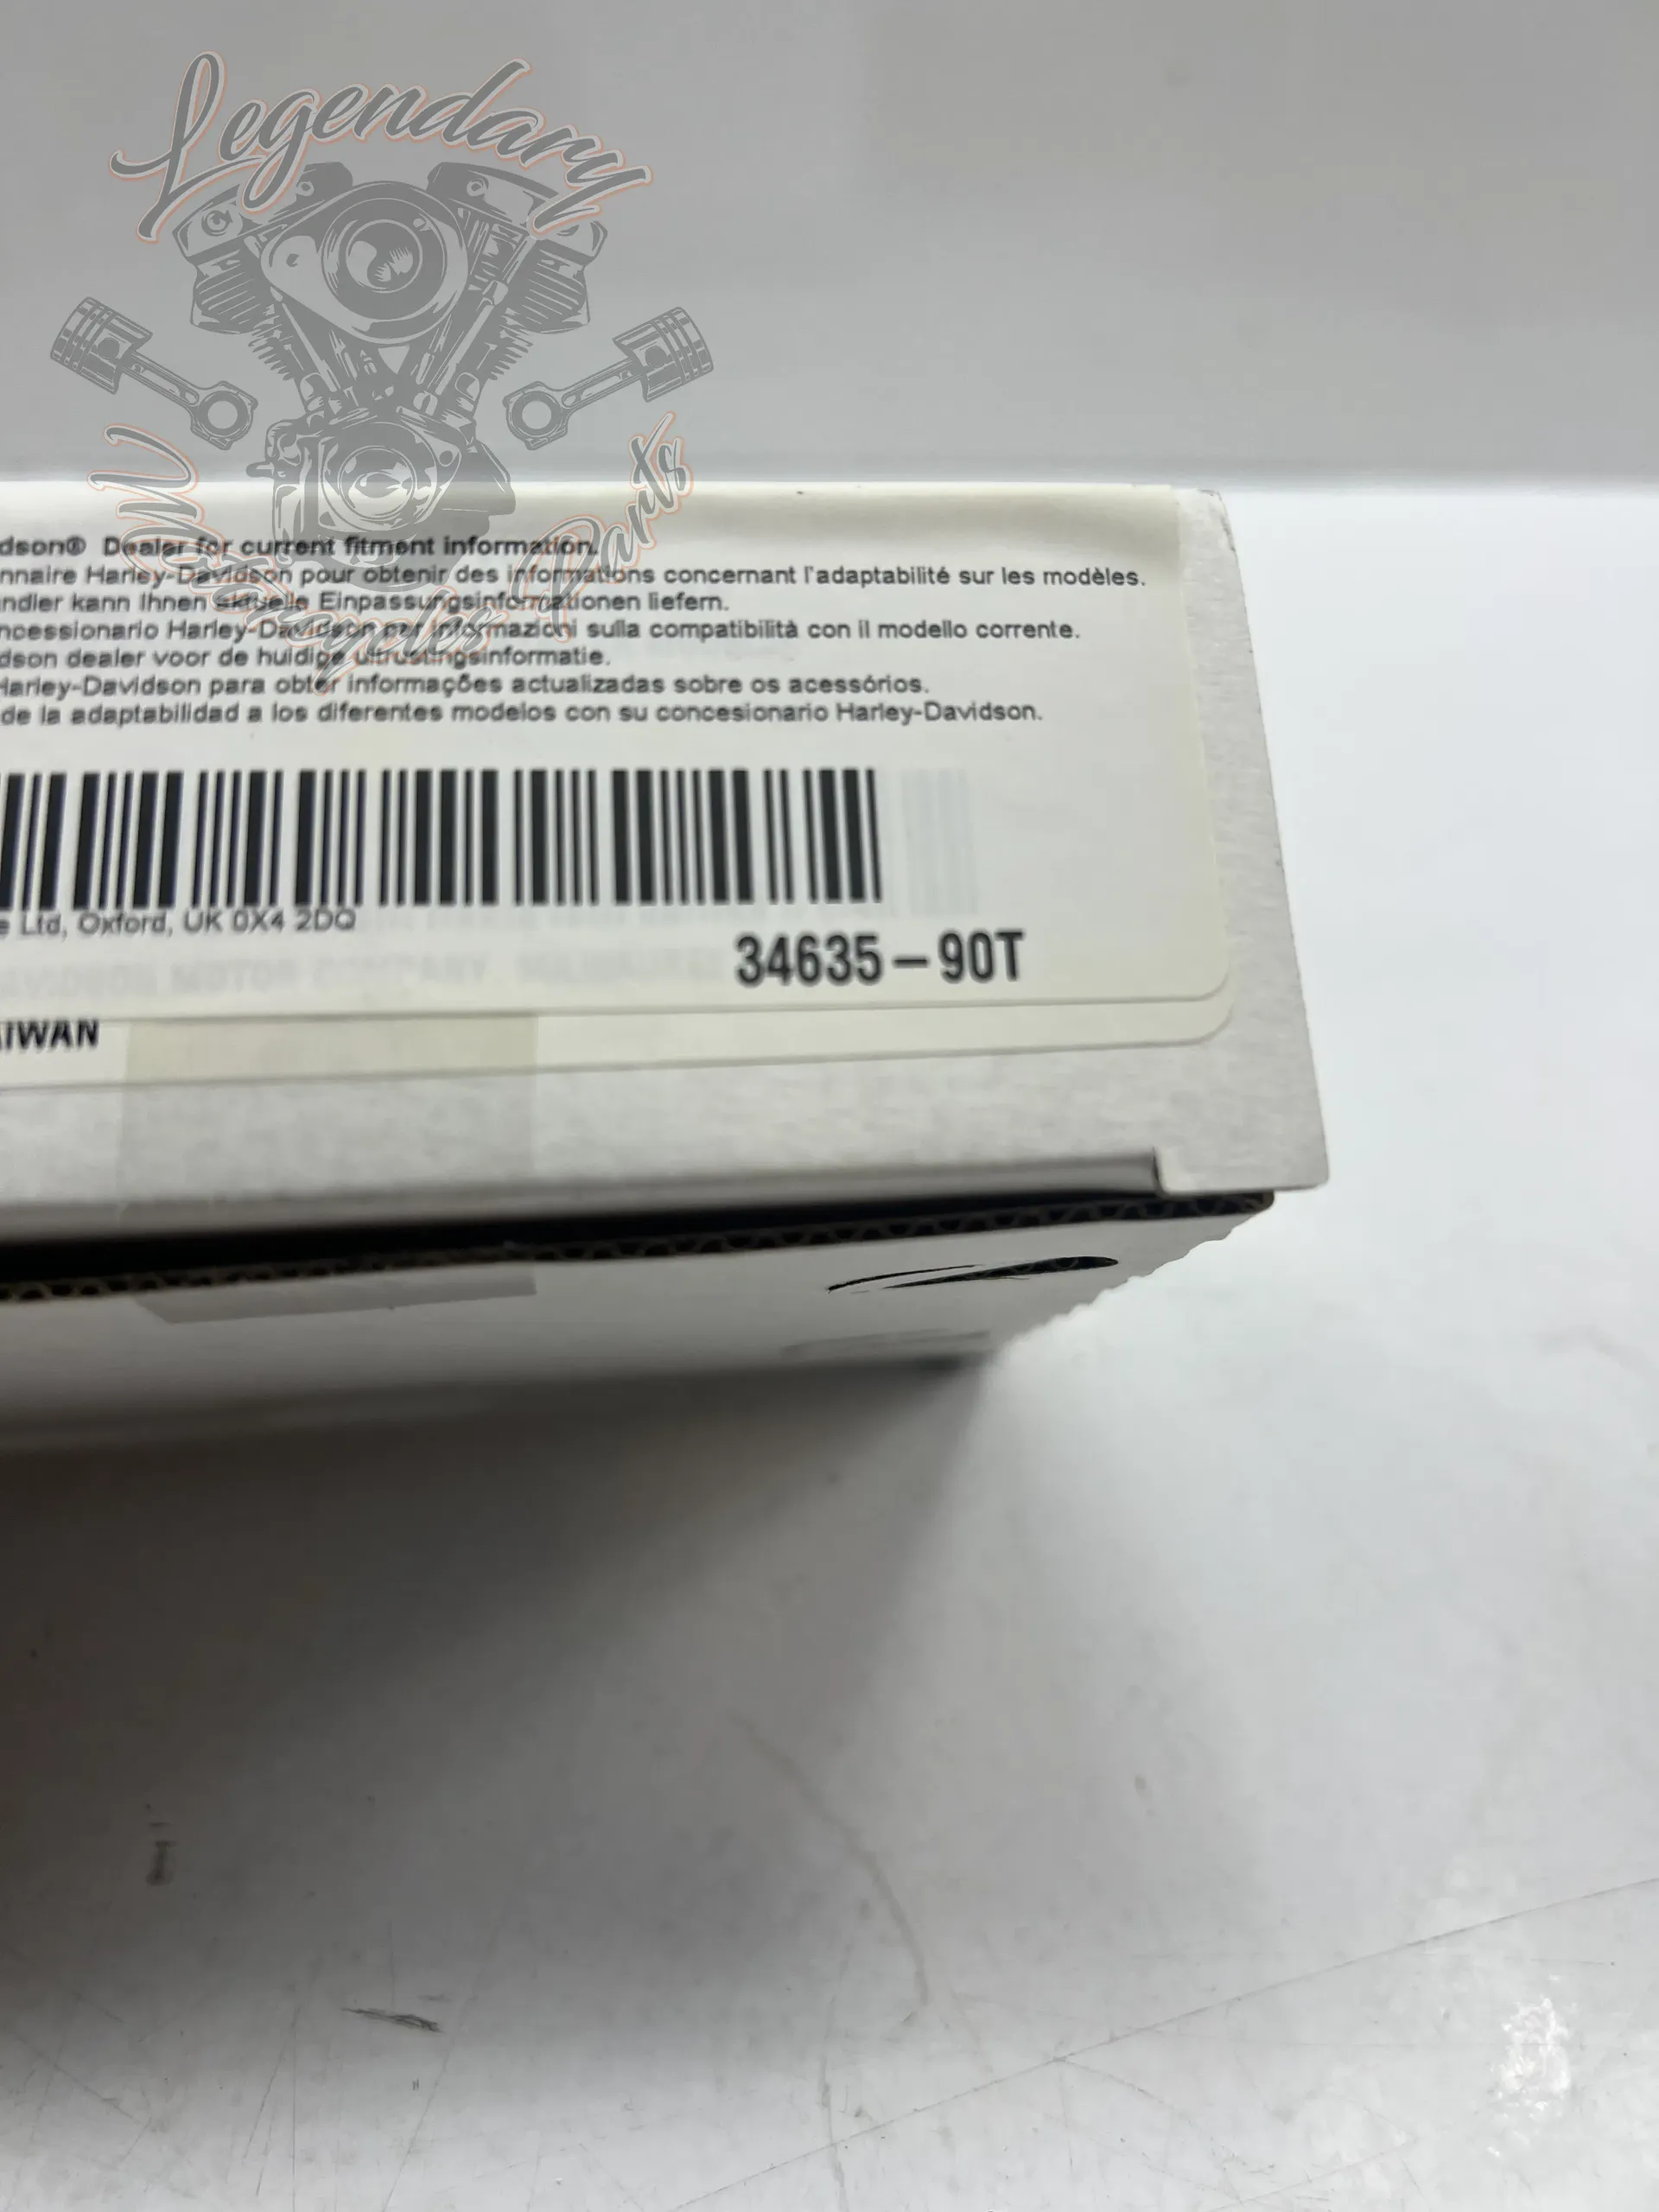 Legendary
Motorcycles Parts
dson® Dealer for current fitment information.
nnaire Harley-Davidson pour obtenir des informations concernant l'adaptabilité sur les modèles.
ndler kann Ihnen aktuelle Einpassungsinformationen liefern.
ncessionario Harley-Davidson per informazioni sulla compatibilità con il modello corrente.
dson dealer voor de huidige uitrustingsinformatie.
Harley-Davidson para obter informações actualizadas sobre os acessórios.
de la adaptabilidad a los diferentes modelos con su concesionario Harley-Davidson.
e Ltd, Oxford, UK 0X4 2DQ
34635-90T
AIWAN